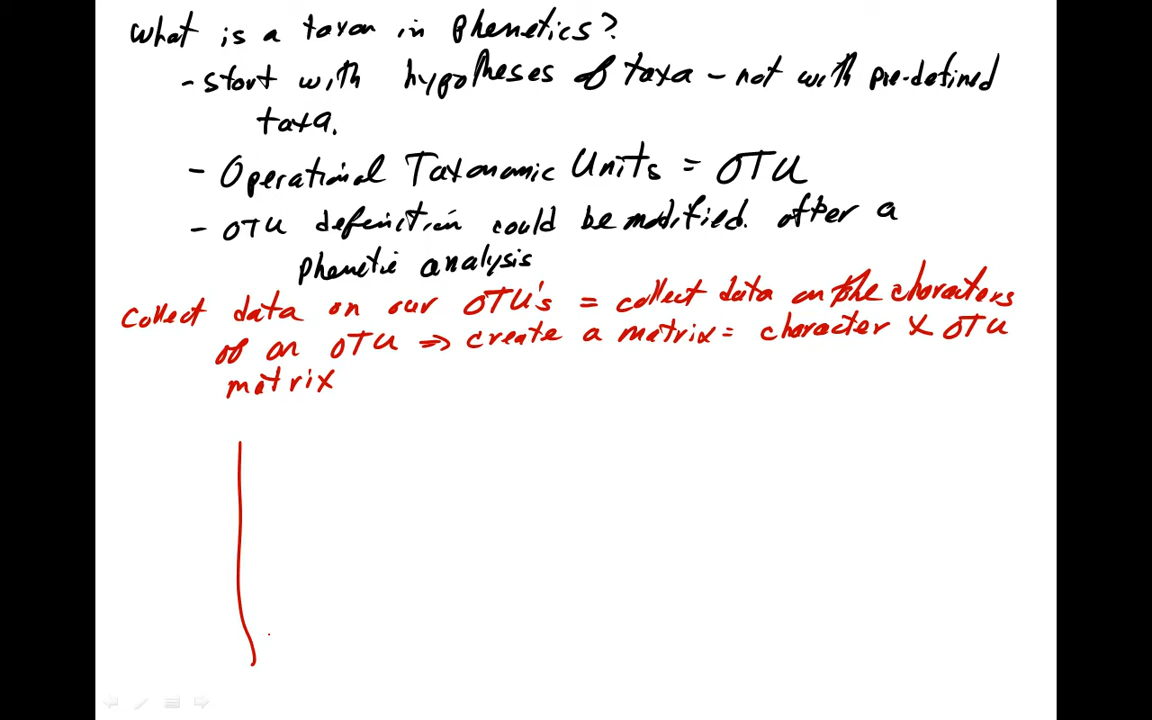 What is a taxon in Phenetics?
- start with hypotheses of taxa - not with pre-defined
taxa.
- Operational Taxonomic Units = OTU
- OTU definition could be modified. after a
phenetic analysis
Collect data on our OTU's = collect data on the characters
of an OTU => create a matrix = character X OTU
matrix